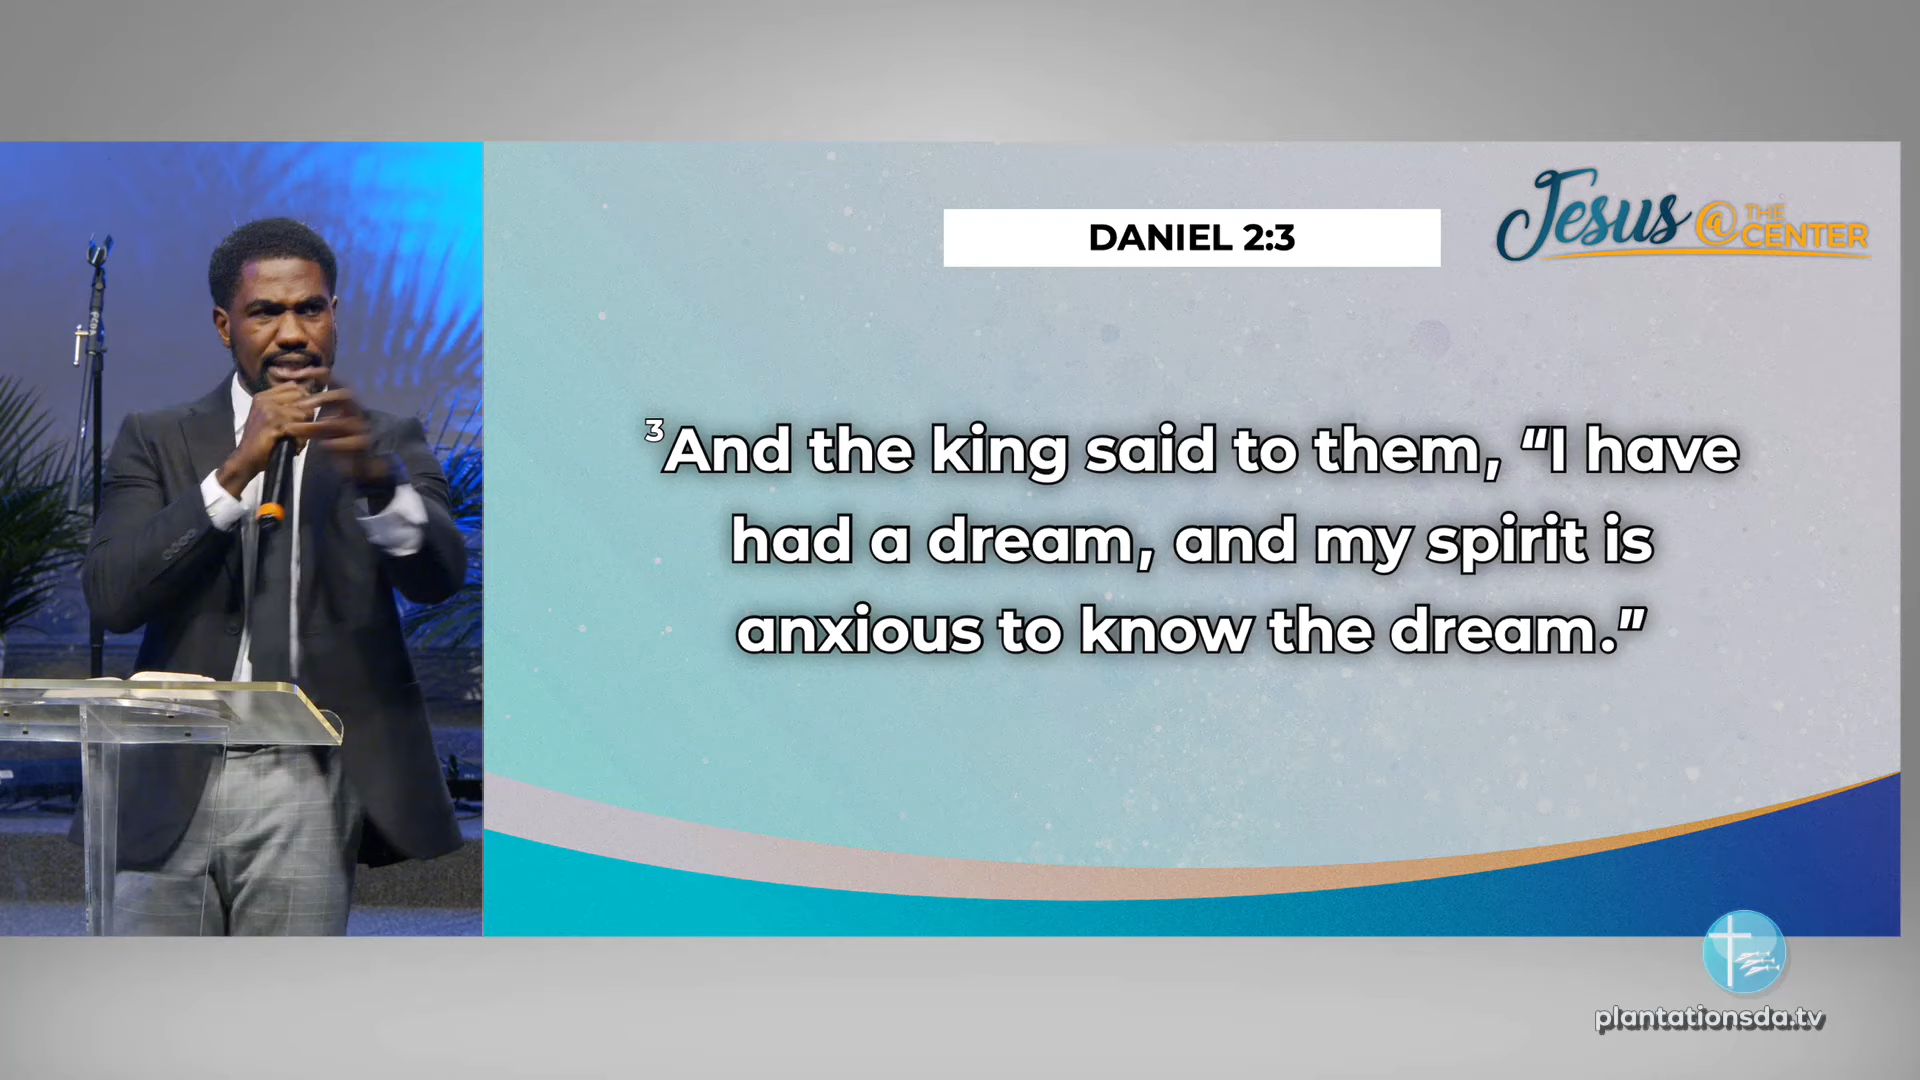 DANIEL 2:3
Jesus @ THE CENTER
³And the king said to them, “I have
had a dream, and my spirit is
anxious to know the dream.”
plantationsda.tv